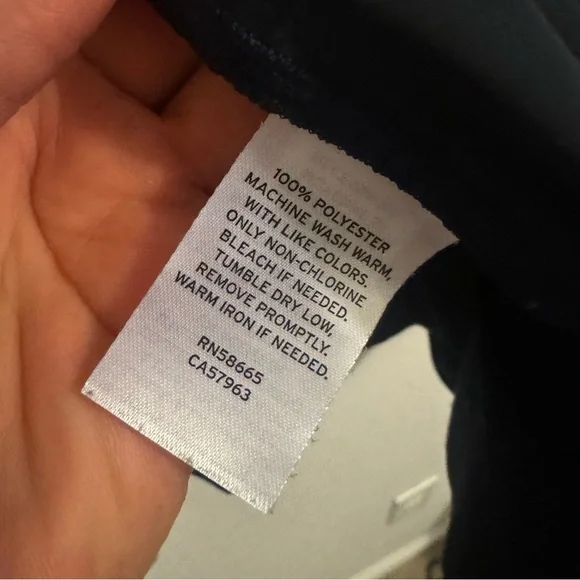 100% POLYESTER
MACHINE WASH WARM,
WITH LIKE COLORS.
ONLY NON-CHLORINE
BLEACH IF NEEDED.
TUMBLE DRY LOW,
REMOVE PROMPTLY.
WARM IRON IF NEEDED.
RN58665
CA57963